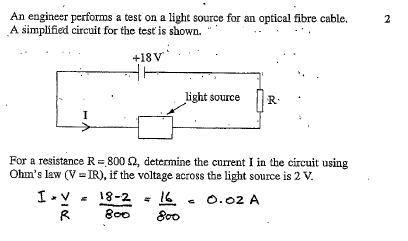 An engineer performs a test on a light source for an optical fibre cable. 2
A simplified circuit for the test is shown.
+18 V
light source
R
I
For a resistance R = 800 Ω, determine the current I in the circuit using
Ohm's law (V = IR), if the voltage across the light source is 2 V.
I = V/R = 18-2/800 = 16/800 = 0.02 A